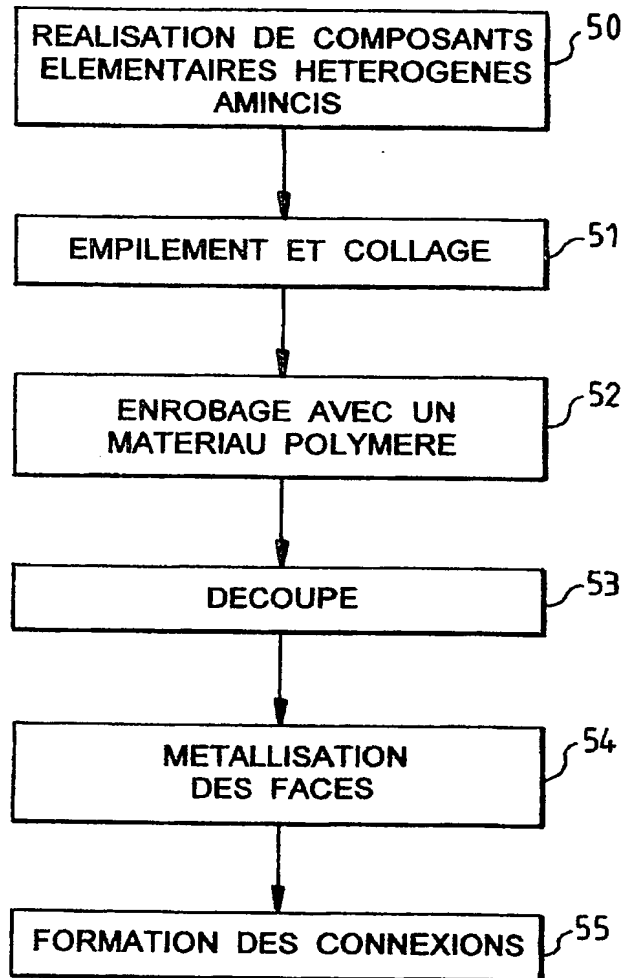 REALISATION DE COMPOSANTS
ELEMENTAIRES HETEROGENES
AMINCIS
50
EMPILEMENT ET COLLAGE
51
ENROBAGE AVEC UN
MATERIAU POLYMERE
52
DECOUPE
53
METALLISATION
DES FACES
54
FORMATION DES CONNEXIONS
55